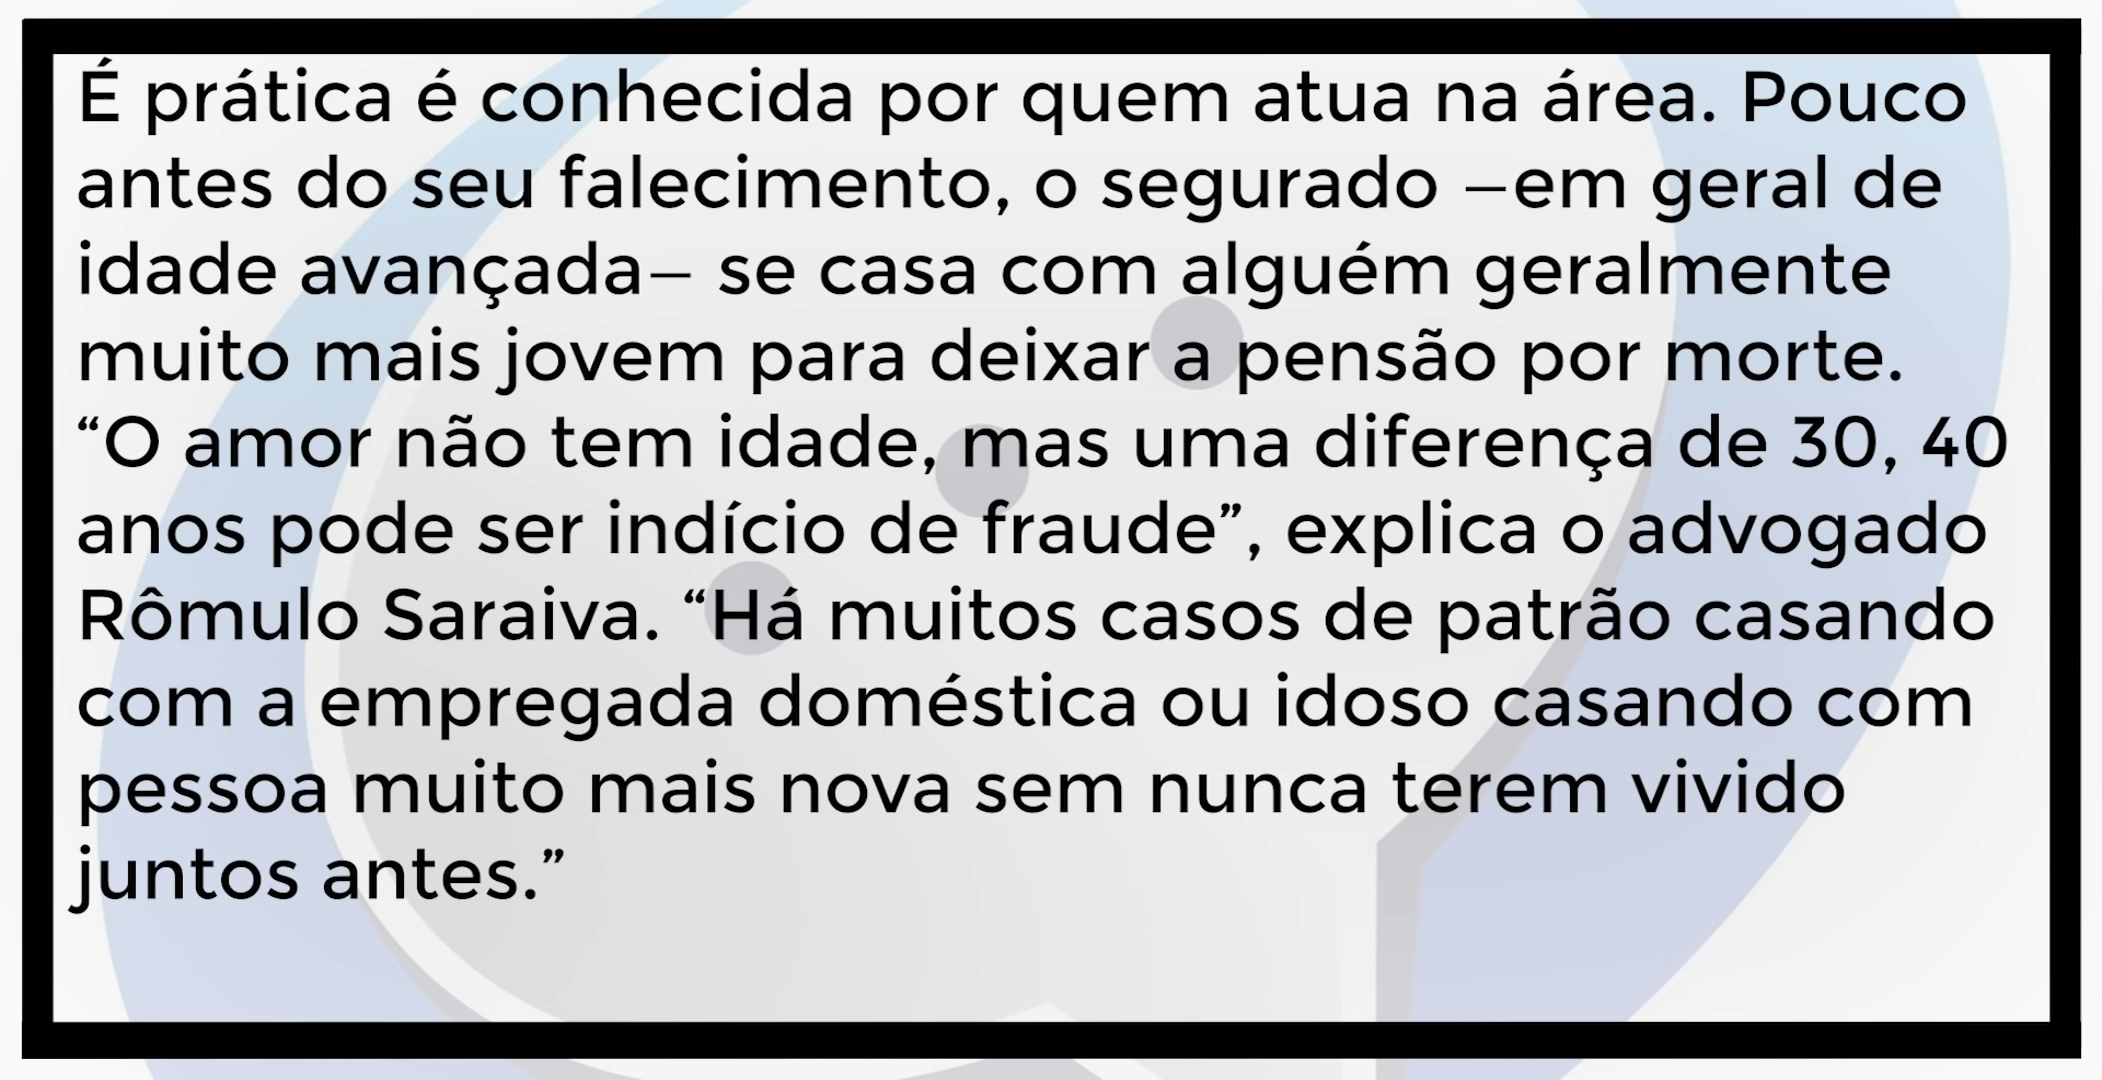 É prática é conhecida por quem atua na área. Pouco
antes do seu falecimento, o segurado —em geral de
idade avançada— se casa com alguém geralmente
muito mais jovem para deixar a pensão por morte.
“O amor não tem idade, mas uma diferença de 30, 40
anos pode ser indício de fraude”, explica o advogado
Rômulo Saraiva. “Há muitos casos de patrão casando
com a empregada doméstica ou idoso casando com
pessoa muito mais nova sem nunca terem vivido
juntos antes.”